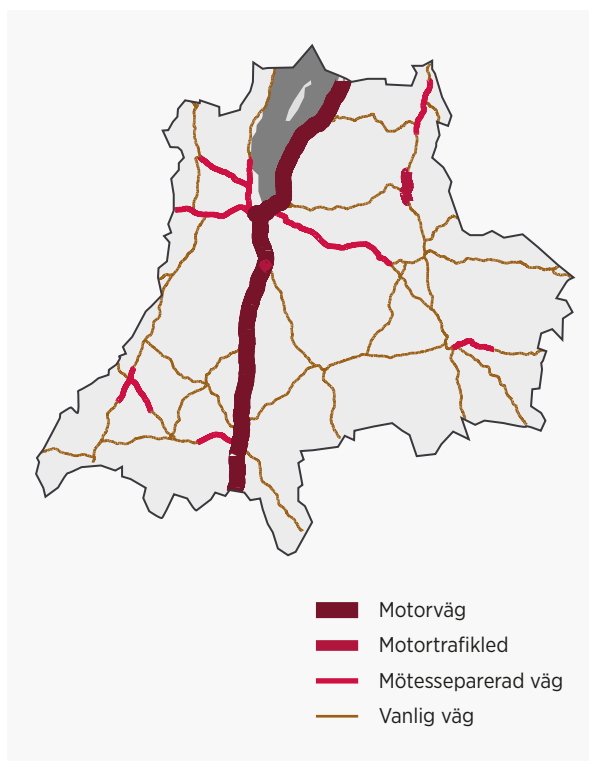 Motorväg
Motortrafikled
Mötesseparerad väg
Vanlig väg